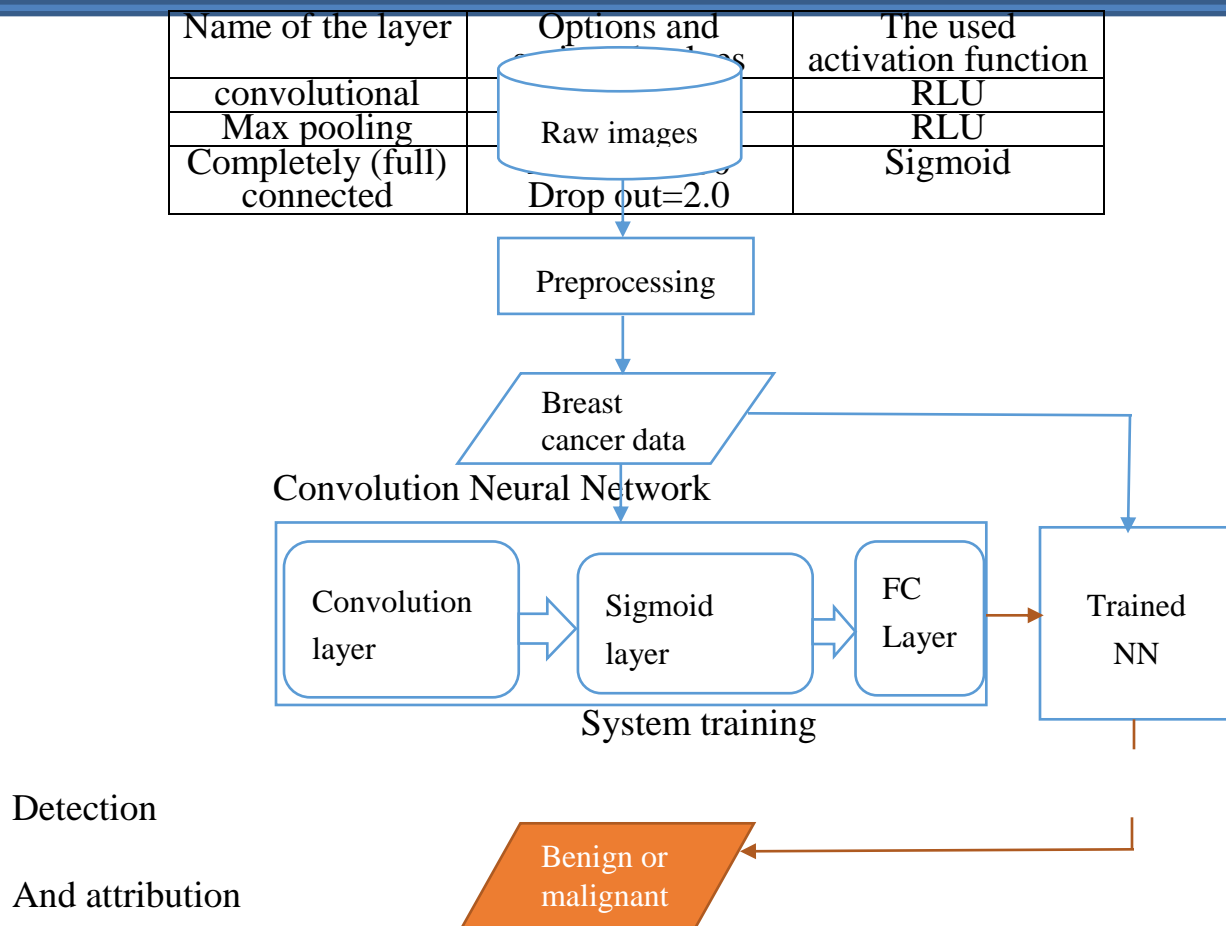 Name of the layer
Options and
The used
activation function
convolutional
RLU
Max pooling
RLU
Completely (full)
connected
Drop out=2.0
Sigmoid
Raw images
Preprocessing
Breast
cancer data
Convolution Neural Network
Convolution
layer
Sigmoid
layer
FC
Layer
Trained
NN
System training
Detection
And attribution
Benign or
malignant